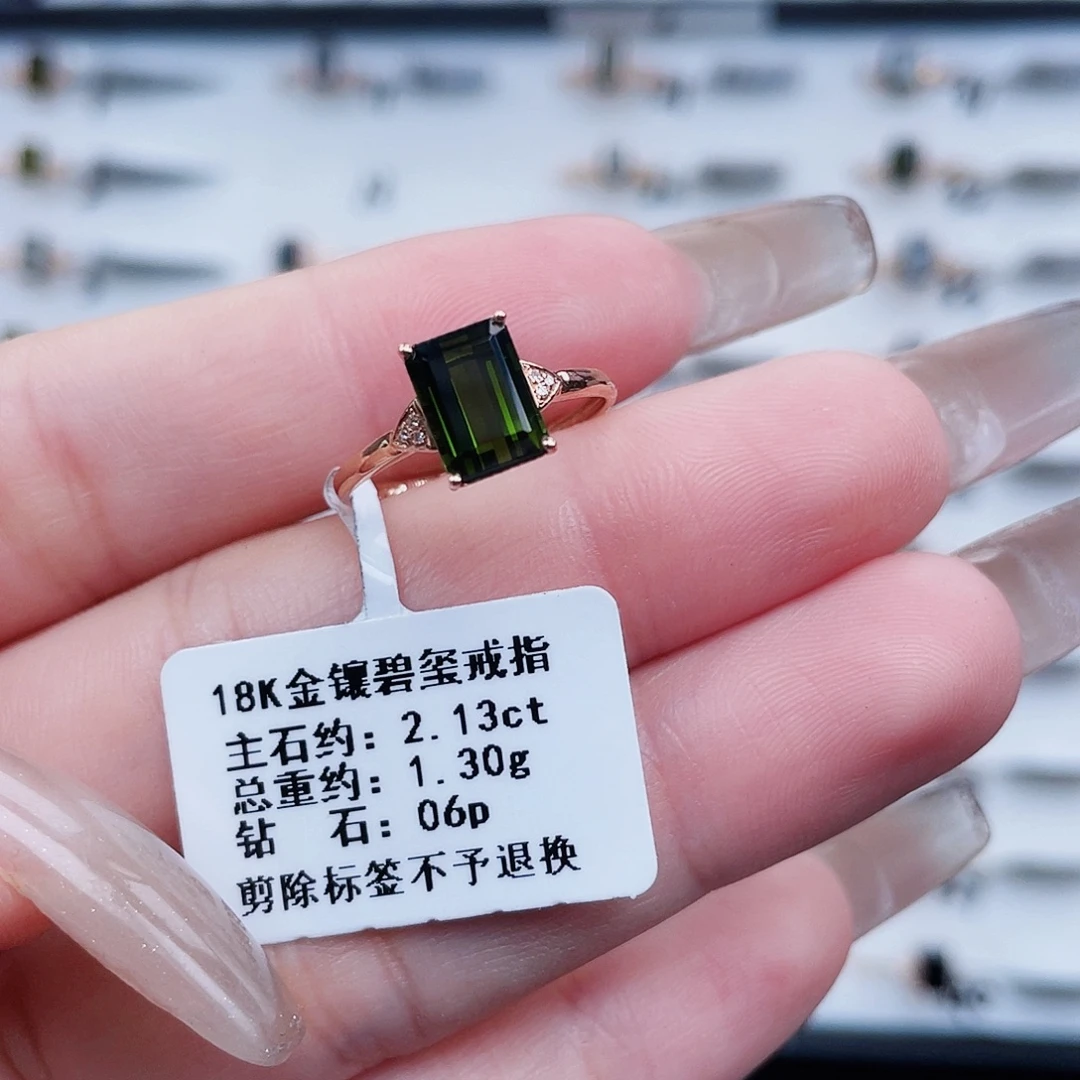 18K金镶碧玺戒指
主石约：2.13ct
总重约：1.30g
钻 石：06p
剪除标签不予退换